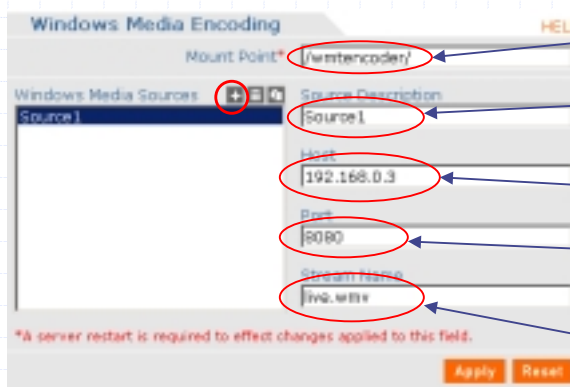 Windows Media Encoding
HEL
Mount Point*
/wmtencoder/
Windows Media Sources
Source Description
Source1
Source1
Host
192.168.0.3
Port
8080
Stream Name
live.wmv
*A server restart is required to effect changes applied to this field.
Apply
Reset